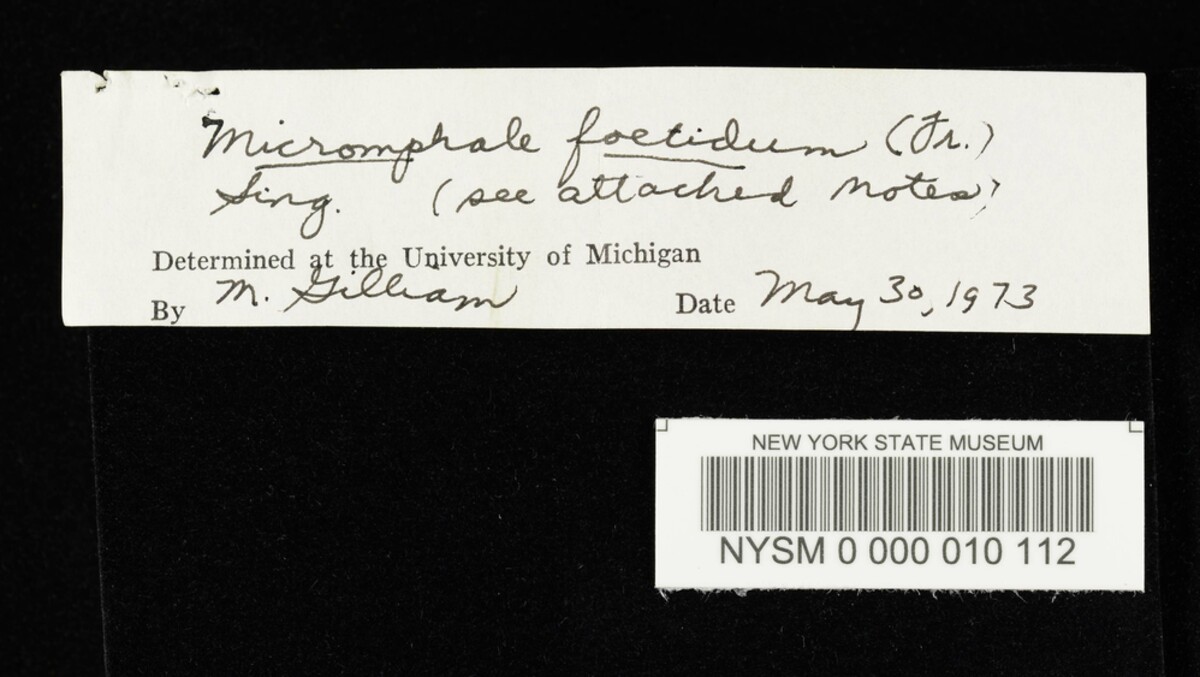 Micromphale foetidum (Fr.)
Sing. (see attached notes)
Determined at the University of Michigan
By M. Gilliam Date May 30, 1973
NEW YORK STATE MUSEUM
NYSM 0 000 010 112